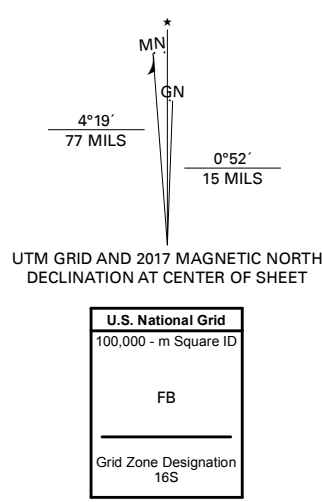 MN
GN
4°19´
77 MILS
0°52´
15 MILS
UTM GRID AND 2017 MAGNETIC NORTH
DECLINATION AT CENTER OF SHEET
U.S. National Grid
100,000 - m Square ID
FB
Grid Zone Designation
16S